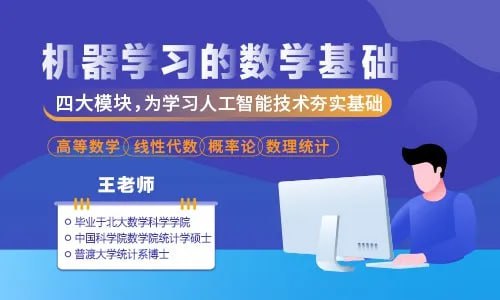 机器学习的数学基础
四大模块，为学习人工智能技术夯实基础
高等数学 线性代数 概率论 数理统计
王老师
毕业于北大数学科学学院
中国科学院数学院统计学硕士
普渡大学统计系博士